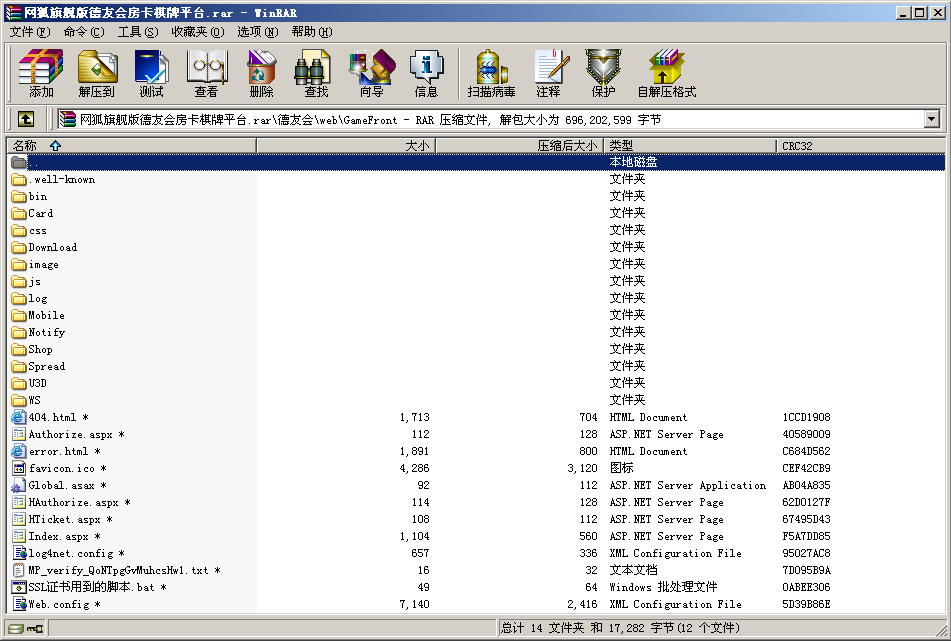 网狐旗舰版德友会房卡棋牌平台.rar - WinRAR
文件(F) 命令(C) 工具(S) 收藏夹(O) 选项(N) 帮助(H)
添加 解压到 测试 查看 删除 查找 向导 信息 扫描病毒 注释 保护 自解压格式
网狐旗舰版德友会房卡棋牌平台.rar\德友会\web\GameFront - RAR 压缩文件, 解包大小为 696,202,599 字节
名称 大小 压缩后大小 类型 CRC32
.. 本地磁盘
.well-known 文件夹
bin 文件夹
Card 文件夹
css 文件夹
Download 文件夹
image 文件夹
js 文件夹
log 文件夹
Mobile 文件夹
Notify 文件夹
Shop 文件夹
Spread 文件夹
U3D 文件夹
WS 文件夹
404.html * 1,713 704 HTML Document 1CCD1908
Authorize.aspx * 112 128 ASP.NET Server Page 40589009
error.html * 1,891 800 HTML Document C684D562
favicon.ico * 4,286 3,120 图标 CEF42CB9
Global.asax * 92 112 ASP.NET Server Application AB04A835
HAuthorize.aspx * 114 128 ASP.NET Server Page 62D0127F
HTicket.aspx * 108 112 ASP.NET Server Page 67495D43
Index.aspx * 1,104 560 ASP.NET Server Page F5A7DD85
log4net.config * 657 336 XML Configuration File 95027AC8
MP_verify_QoNTpgGvMuhcsHw1.txt * 16 32 文本文档 7D095B9A
SSL证书用到的脚本.bat * 49 64 Windows 批处理文件 0ABEE306
Web.config * 7,140 2,416 XML Configuration File 5D39B86E
总计 14 文件夹 和 17,282 字节(12 个文件)